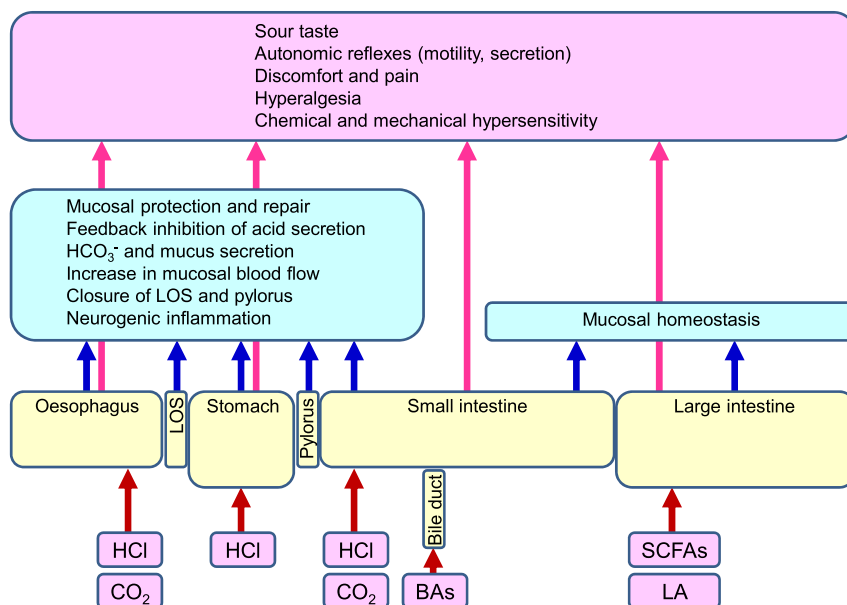 Sour taste
Autonomic reflexes (motility, secretion)
Discomfort and pain
Hyperalgesia
Chemical and mechanical hypersensitivity
Mucosal protection and repair
Feedback inhibition of acid secretion
HCO₃⁻ and mucus secretion
Increase in mucosal blood flow
Closure of LOS and pylorus
Neurogenic inflammation
Mucosal homeostasis
Oesophagus
LOS
Stomach
Pylorus
Small intestine
Large intestine
Bile duct
HCl
HCl
HCl
SCFAs
CO₂
CO₂
BAs
LA